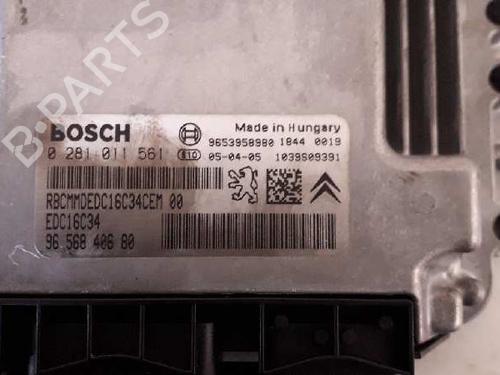 BOSCH
Made in Hungary
9653958980 1844 0019
0 281 011 561 810 05-04-05 1039S09391
RBCMMDEDC16C34CEM 00
EDC16C34
96 568 406 80
B-PARTS